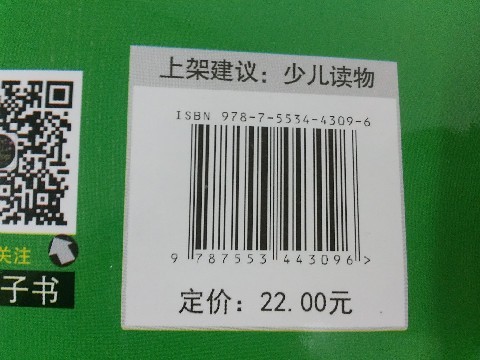 上架建议：少儿读物
ISBN 978-7-5534-4309-6
9 787553 443096 >
定价：22.00元
关注
子书